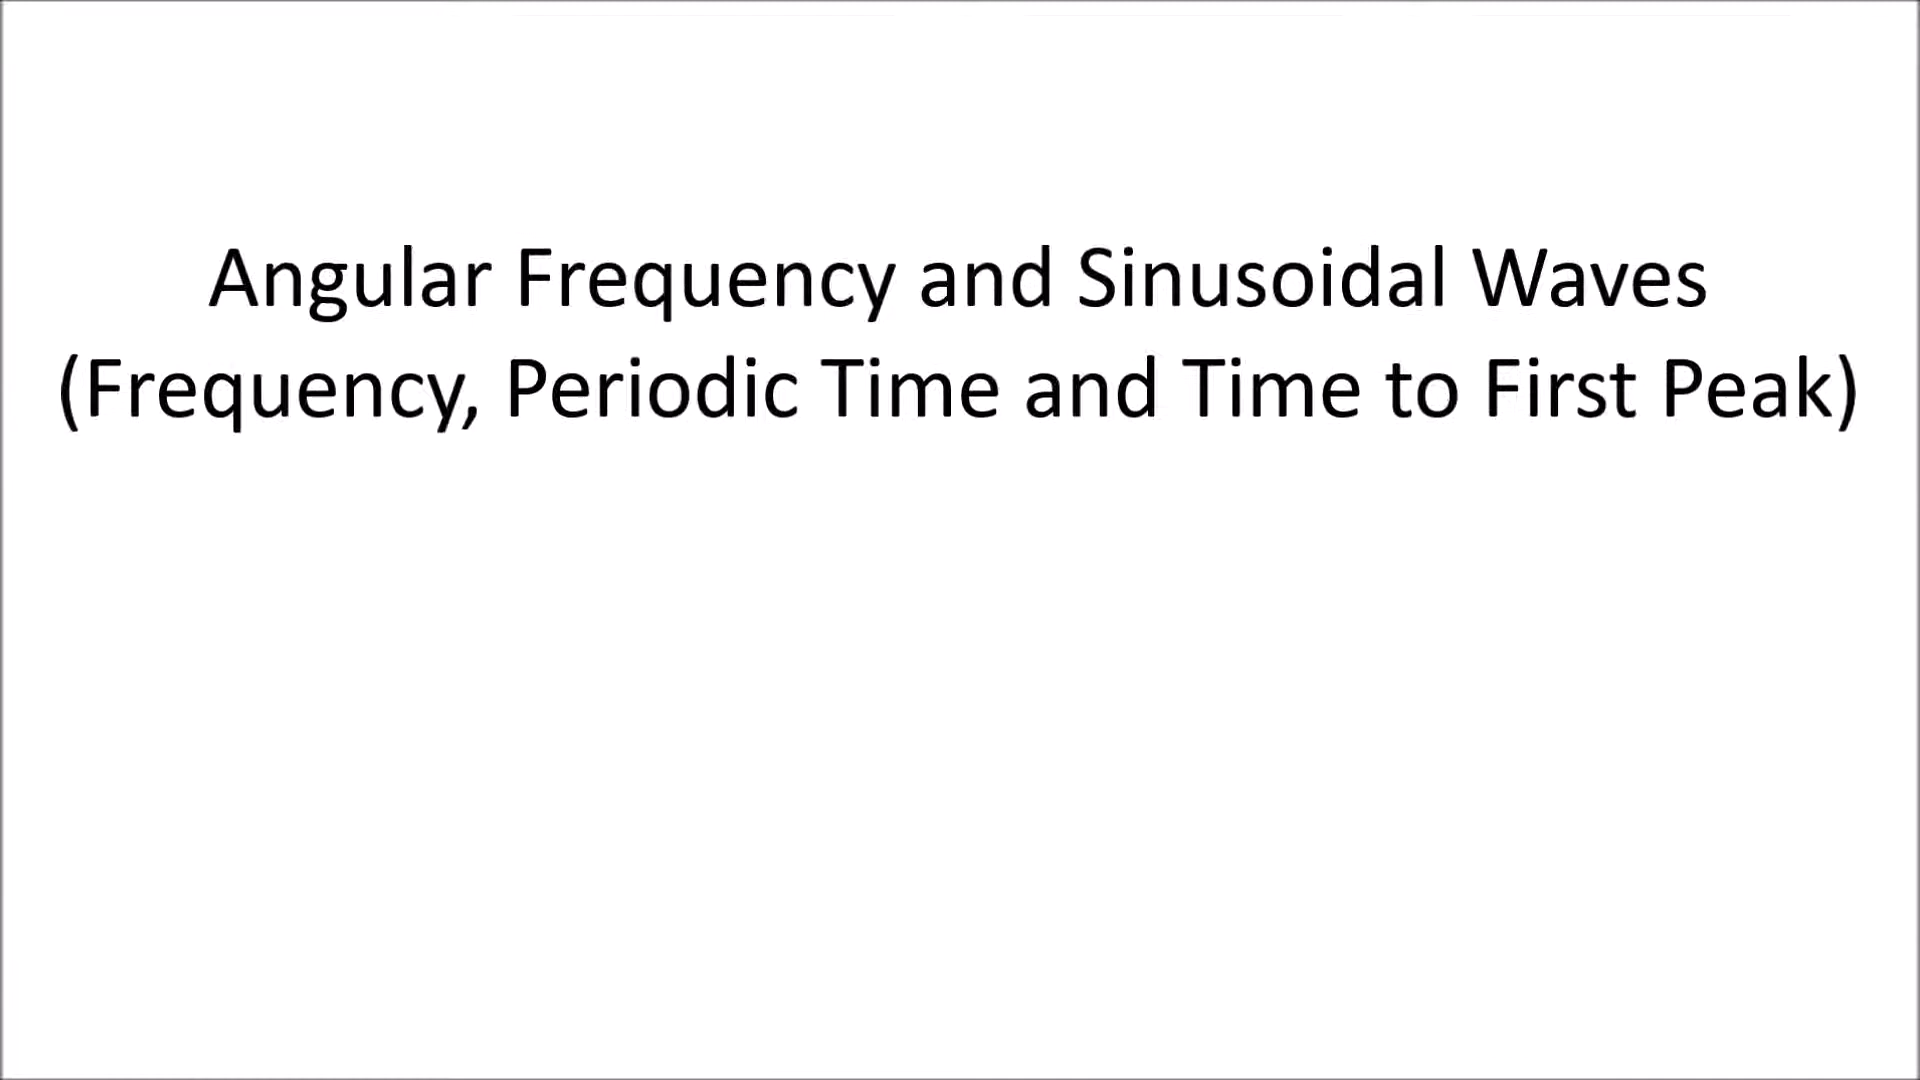 Angular Frequency and Sinusoidal Waves
(Frequency, Periodic Time and Time to First Peak)